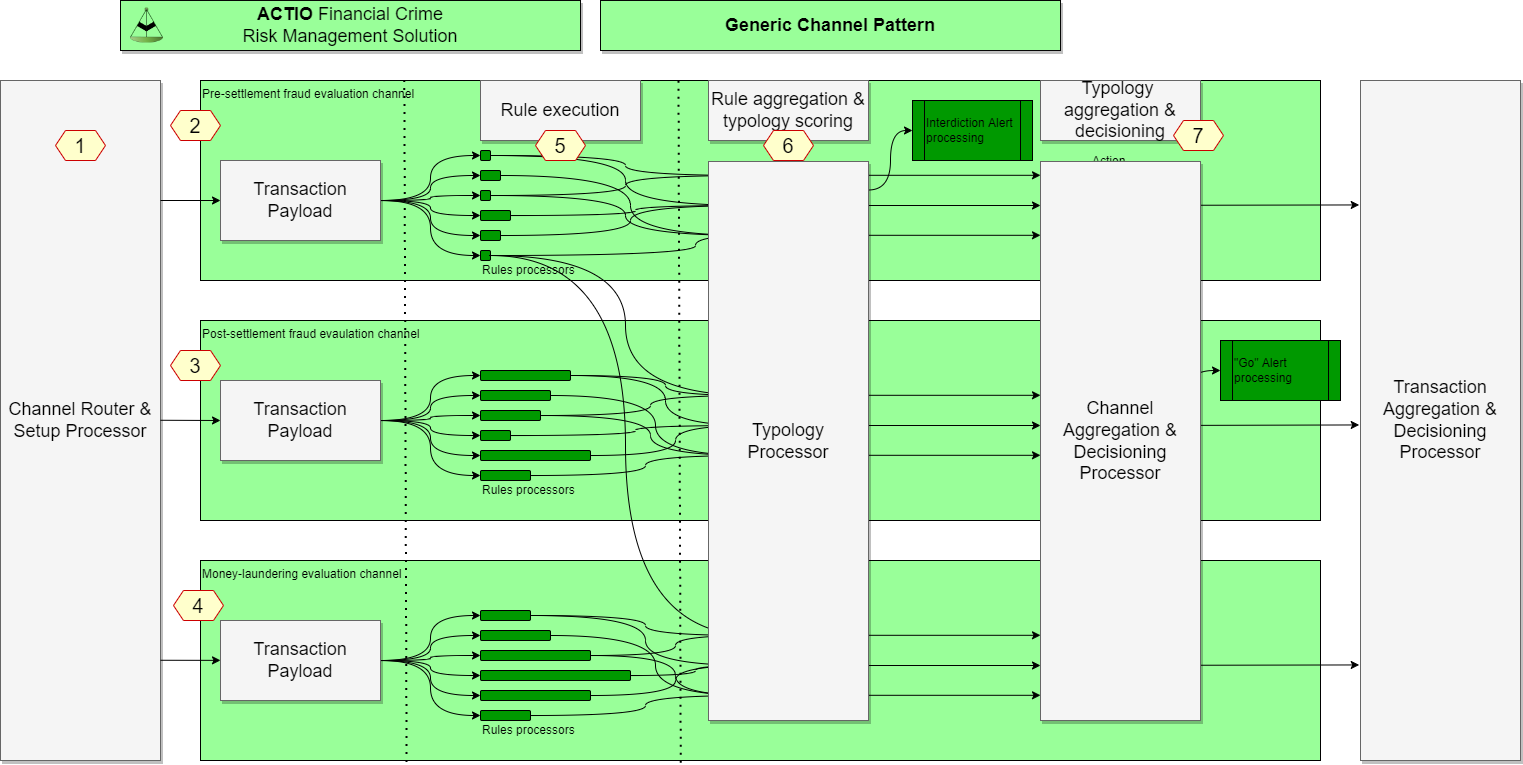 ACTIO Financial Crime
Risk Management Solution
Generic Channel Pattern
1
Channel Router &
Setup Processor
Pre-settlement fraud evaluation channel
2
Transaction
Payload
Rule execution
5
Rules processors
Rule aggregation &
typology scoring
6
Interdiction Alert
processing
Typology
aggregation &
decisioning
7
Action
Post-settlement fraud evaulation channel
3
Transaction
Payload
Rules processors
Typology
Processor
Channel
Aggregation &
Decisioning
Processor
"Go" Alert
processing
Transaction
Aggregation &
Decisioning
Processor
Money-laundering evaluation channel
4
Transaction
Payload
Rules processors